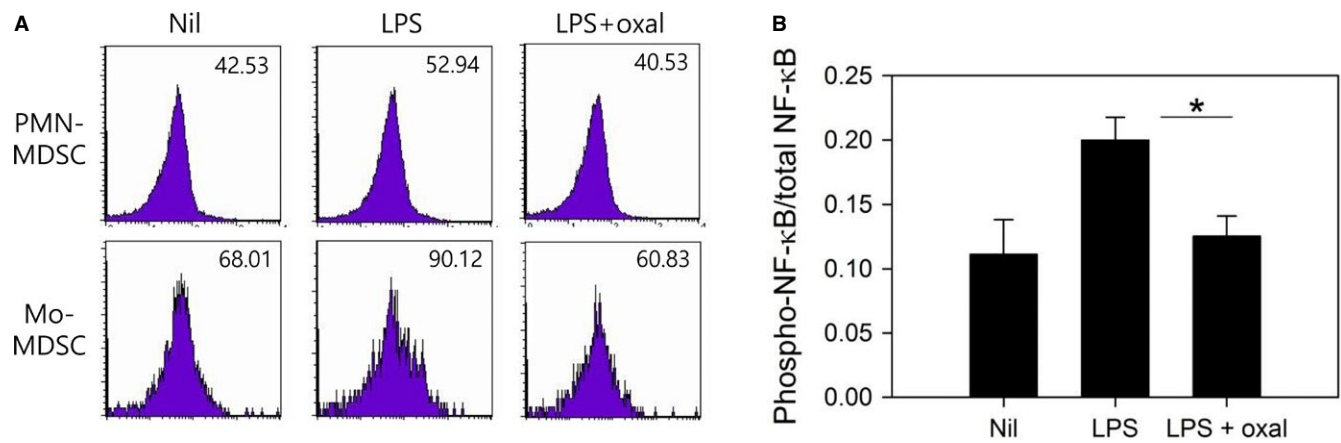 A
Nil
LPS
LPS+oxal
PMN-
MDSC
42.53
52.94
40.53
Mo-
MDSC
68.01
90.12
60.83
B
Phospho-NF-κB/total NF-κB
0.25
0.20
0.15
0.10
0.05
0.00
*
Nil
LPS
LPS + oxal